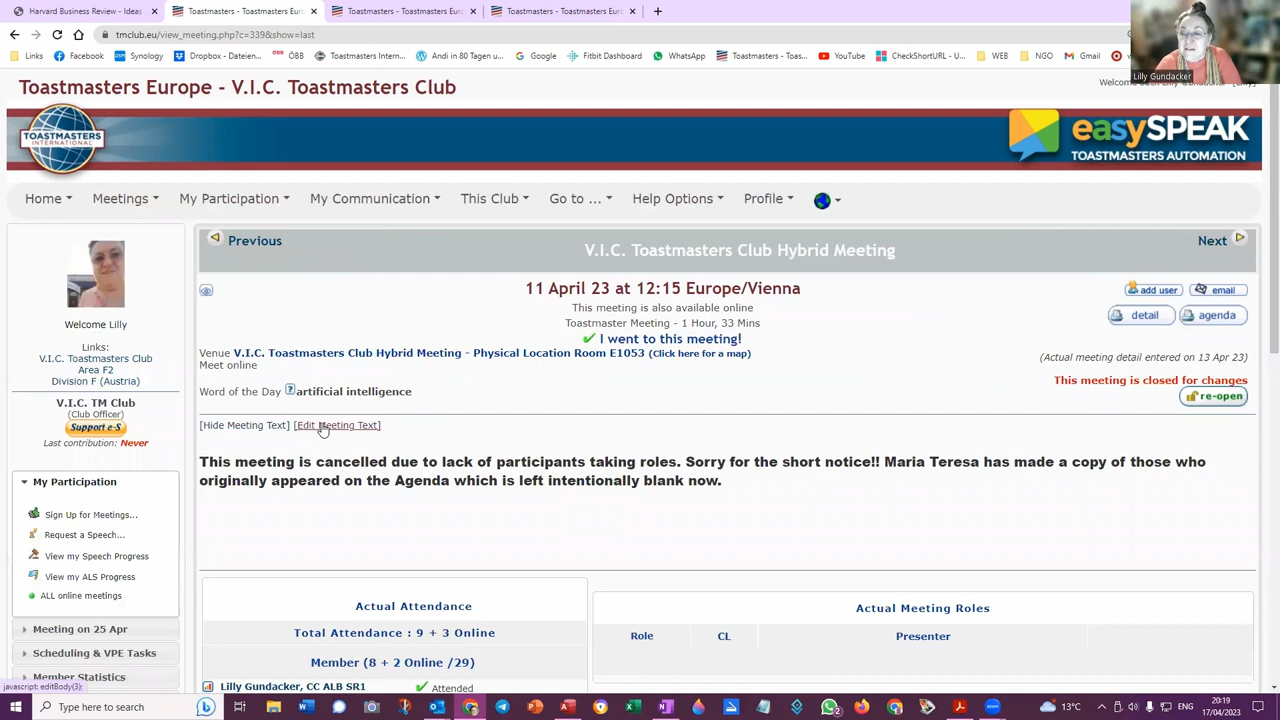 Harvard Business Review - Ideas
Toastmasters - Toastmasters Eur
Toastmasters - Toastmasters Eur
Toastmasters - Toastmasters Eur
tmclub.eu/view_meeting.php?c=339&show=last
Links
Facebook
Synology
Dropbox - Dateien...
ÖBB
Toastmasters Intern...
Andi in 80 Tagen u...
Google
Fitbit Dashboard
WhatsApp
Toastmasters - Toas...
YouTube
CheckShortURL - U...
WEB
NGO
Gmail
Lilly Gundacker
Toastmasters Europe - V.I.C. Toastmasters Club
TOASTMASTERS
INTERNATIONAL
easySPEAK
TOASTMASTERS AUTOMATION
Home
Meetings
My Participation
My Communication
This Club
Go to ...
Help Options
Profile
Previous
V.I.C. Toastmasters Club Hybrid Meeting
Next
11 April 23 at 12:15 Europe/Vienna
This meeting is also available online
Toastmaster Meeting - 1 Hour, 33 Mins
I went to this meeting!
add user
email
detail
agenda
Venue V.I.C. Toastmasters Club Hybrid Meeting - Physical Location Room E1053 (Click here for a map)
Meet online
(Actual meeting detail entered on 13 Apr 23)
This meeting is closed for changes
re-open
Word of the Day ? artificial intelligence
[Hide Meeting Text] [Edit Meeting Text]
This meeting is cancelled due to lack of participants taking roles. Sorry for the short notice!! Maria Teresa has made a copy of those who
originally appeared on the Agenda which is left intentionally blank now.
Welcome Lilly
Links:
V.I.C. Toastmasters Club
Area F2
Division F (Austria)
V.I.C. TM Club
(Club Officer)
Support e-S
Last contribution: Never
My Participation
Sign Up for Meetings...
Request a Speech...
View my Speech Progress
View my ALS Progress
ALL online meetings
Meeting on 25 Apr
Scheduling & VPE Tasks
Member Statistics
Actual Attendance
Total Attendance : 9 + 3 Online
Member (8 + 2 Online /29)
Lilly Gundacker, CC ALB SR1
Attended
Actual Meeting Roles
Role
CL
Presenter
javascript: editBody(3);
Type here to search
13°C
ENG
20:19
17/04/2023